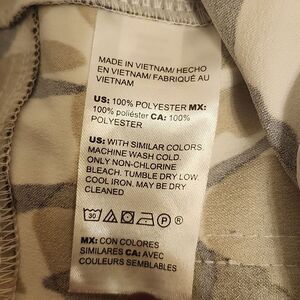 MADE IN VIETNAM/ HECHO
EN VIETNAM/ FABRIQUÉ AU
VIETNAM
US: 100% POLYESTER MX:
100% poliéster CA: 100%
POLYESTER
US: WITH SIMILAR COLORS
MACHINE WASH COLD.
ONLY NON-CHLORINE
BLEACH. TUMBLE DRY LOW.
COOL IRON. MAY BE DRY
CLEANED
30 P
MX: CON COLORES
SIMILARES CA: AVEC
COULEURS SEMBLABLES